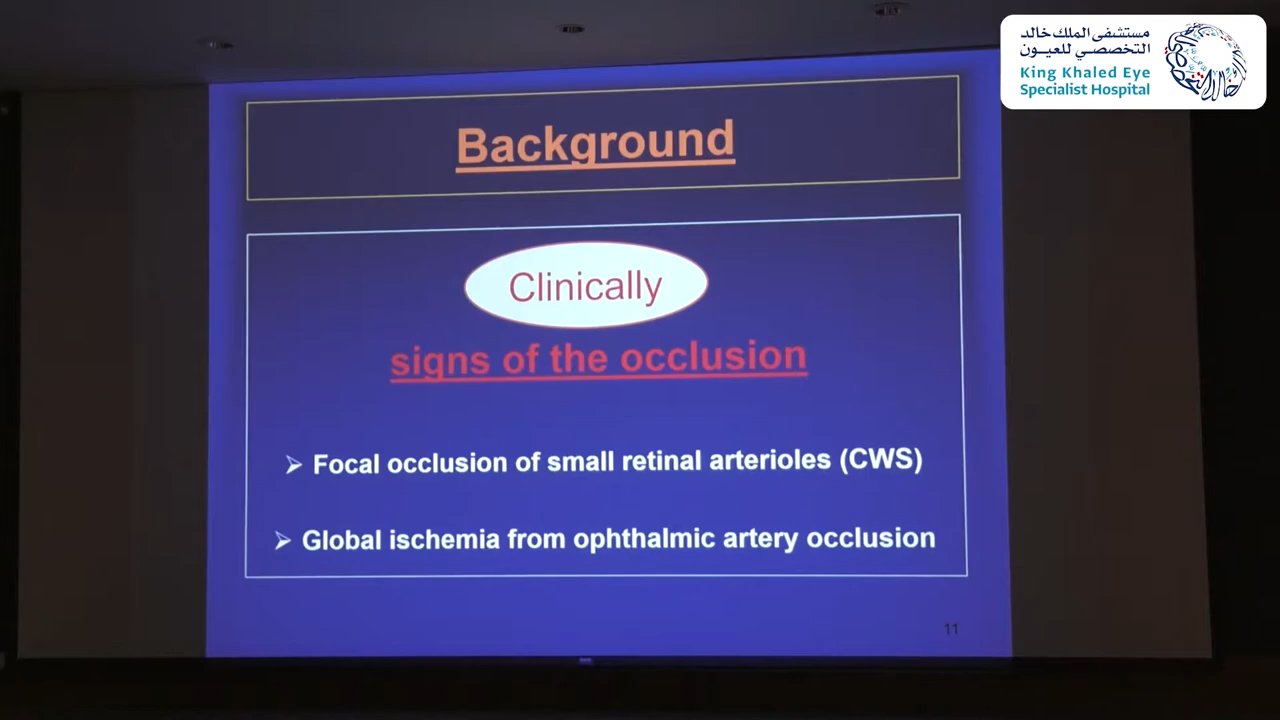 مستشفى الملك خالد
التخصصي للعيون
King Khaled Eye
Specialist Hospital
Background
Clinically
signs of the occlusion
➢ Focal occlusion of small retinal arterioles (CWS)
➢ Global ischemia from ophthalmic artery occlusion
11